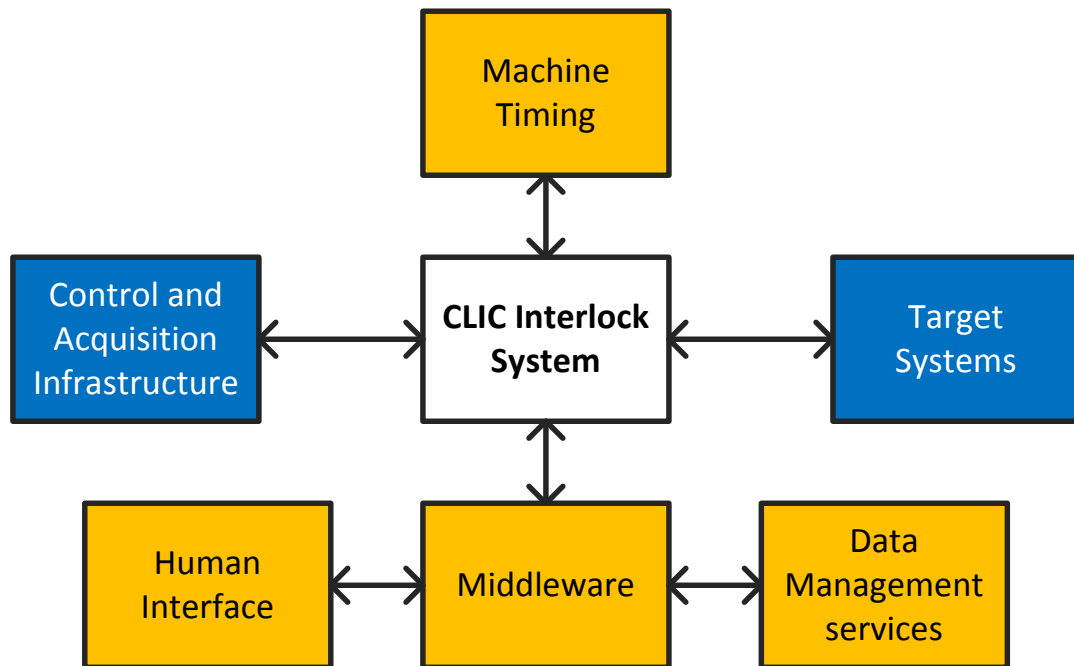 Machine
Timing
Control and
Acquisition
Infrastructure
CLIC Interlock
System
Target
Systems
Human
Interface
Middleware
Data
Management
services